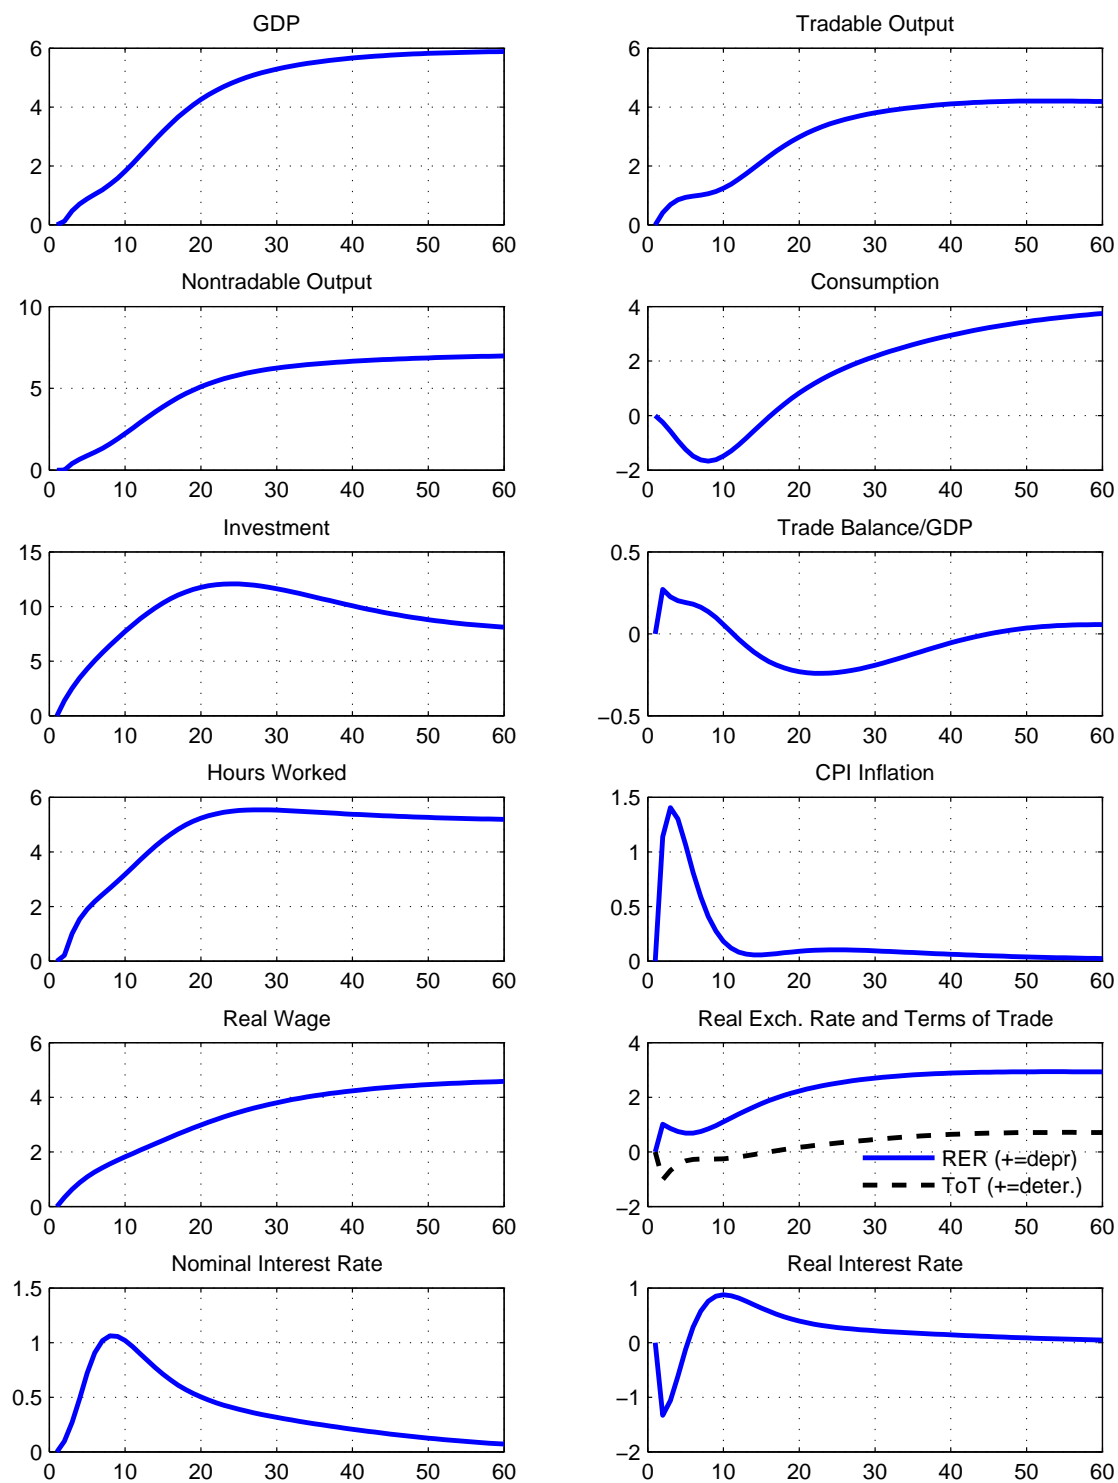 GDP
6
4
2
0
0 10 20 30 40 50 60
Tradable Output
6
4
2
0
0 10 20 30 40 50 60
Nontradable Output
10
5
0
0 10 20 30 40 50 60
Consumption
4
2
0
−2
0 10 20 30 40 50 60
Investment
15
10
5
0
0 10 20 30 40 50 60
Trade Balance/GDP
0.5
0
−0.5
0 10 20 30 40 50 60
Hours Worked
6
4
2
0
0 10 20 30 40 50 60
CPI Inflation
1.5
1
0.5
0
0 10 20 30 40 50 60
Real Wage
6
4
2
0
0 10 20 30 40 50 60
Real Exch. Rate and Terms of Trade
4
2
0
−2
RER (+=depr)
ToT (+=deter.)
0 10 20 30 40 50 60
Nominal Interest Rate
1.5
1
0.5
0
0 10 20 30 40 50 60
Real Interest Rate
1
0
−1
−2
0 10 20 30 40 50 60